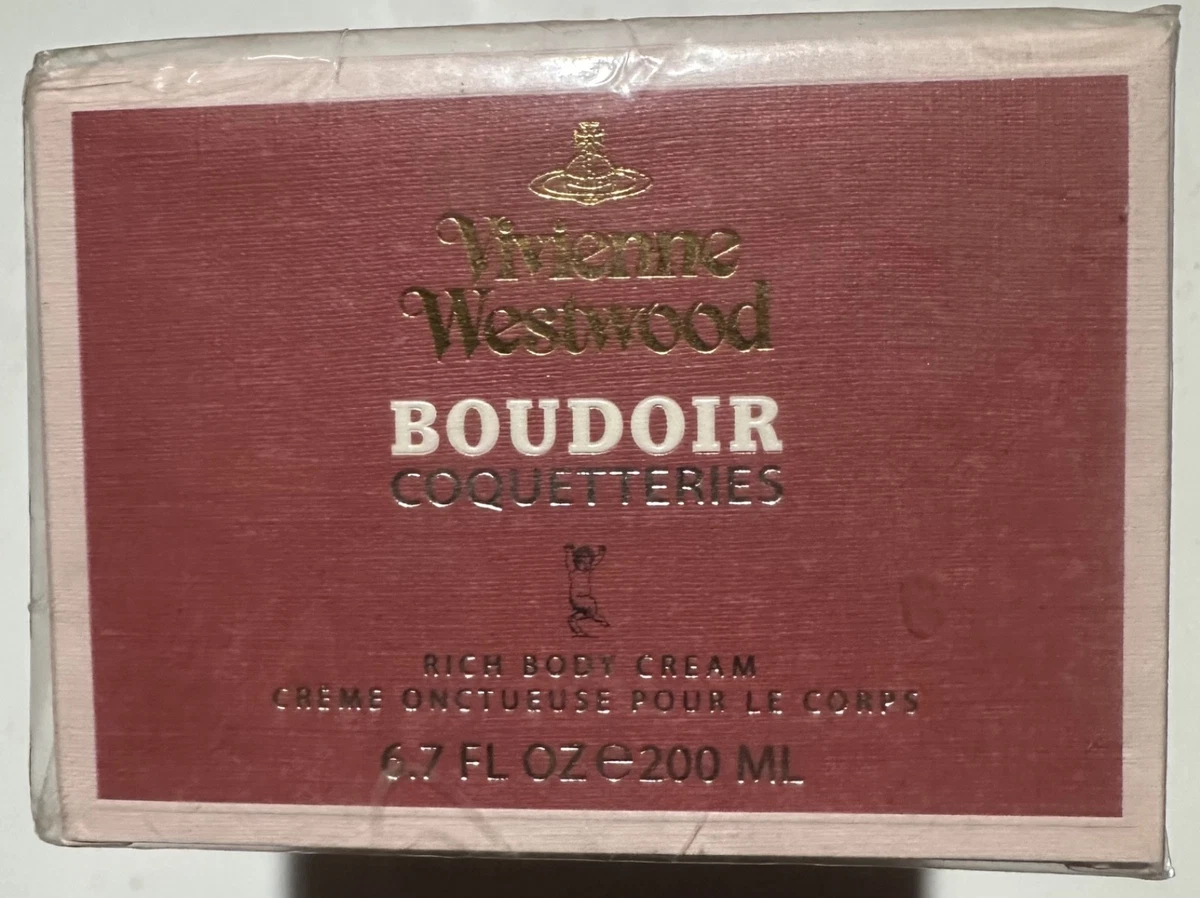 Vivienne
Westwood
BOUDOIR
COQUETTERIES
RICH BODY CREAM
CRÈME ONCTUEUSE POUR LE CORPS
6.7 FL OZ ℮ 200 ML